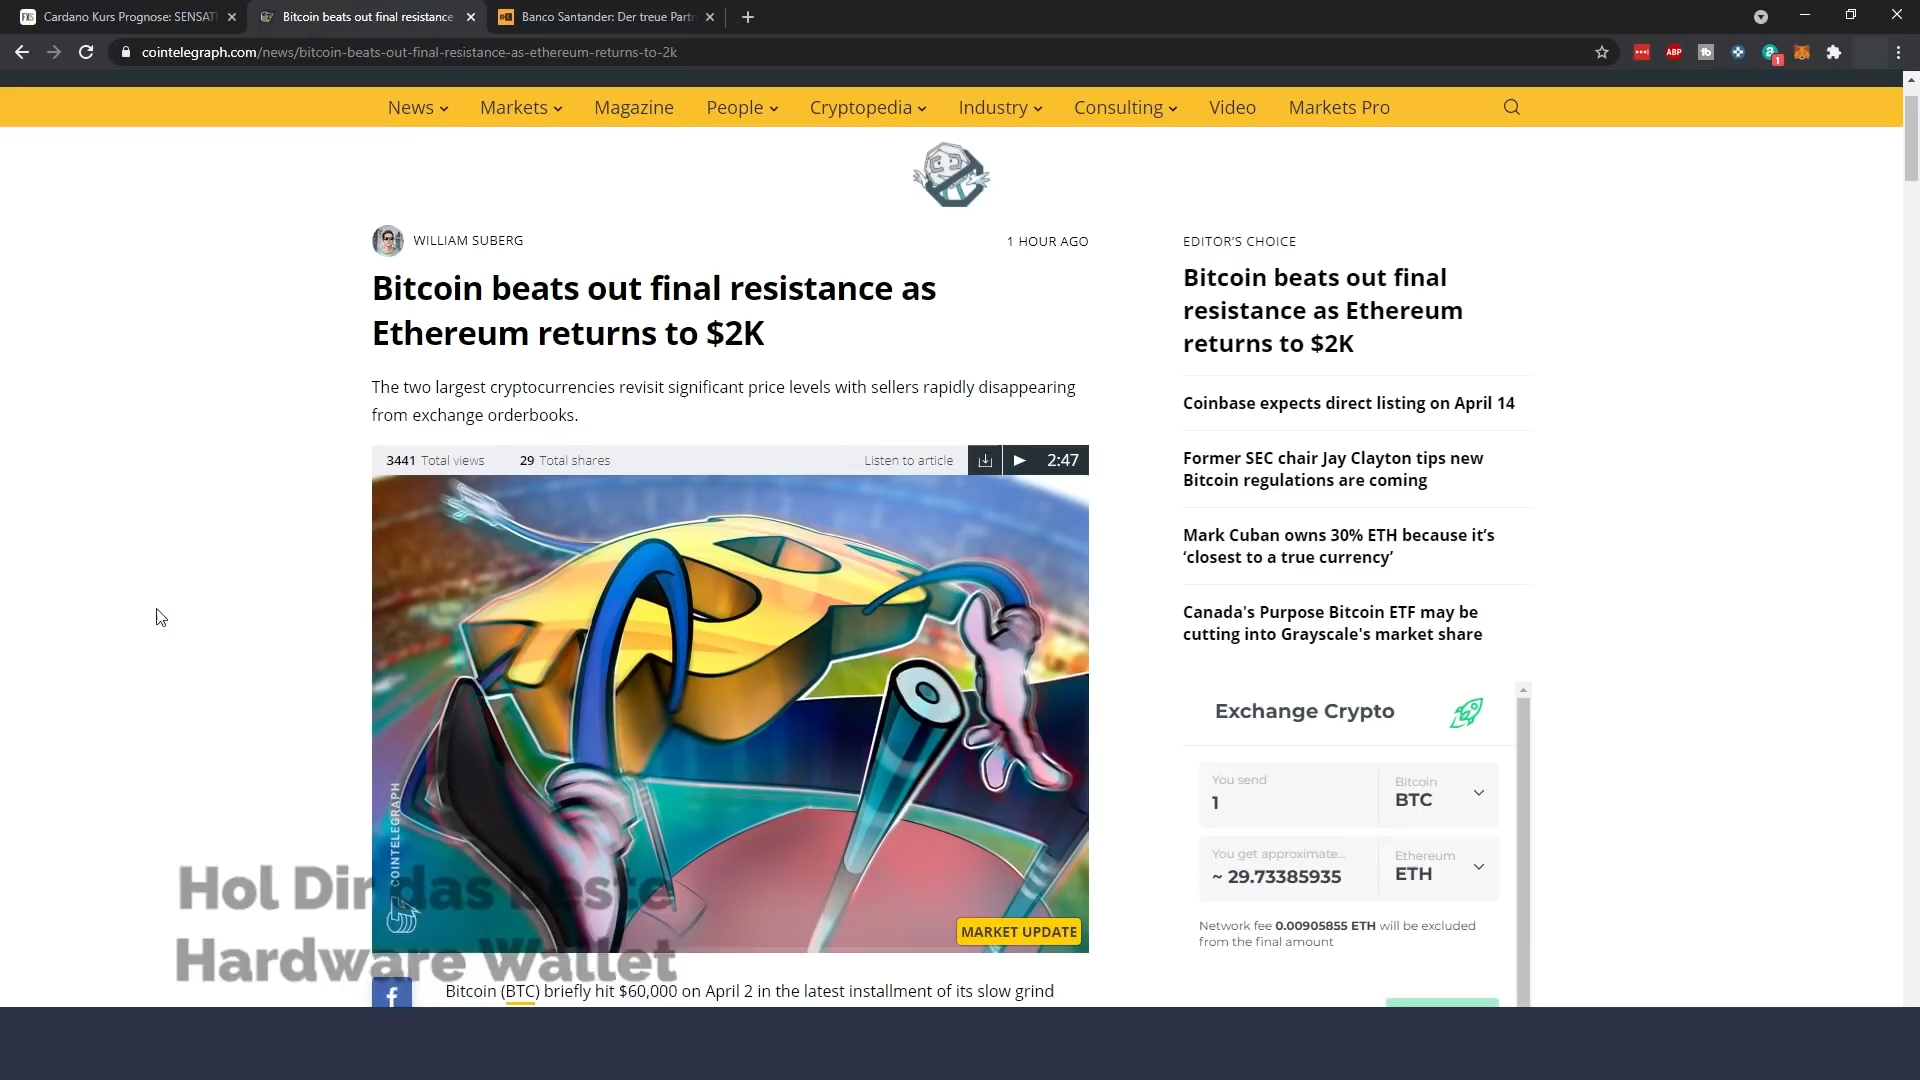 Cardano Kurs Prognose: SENSATI
Bitcoin beats out final resistance
Banco Santander: Der treue Partn
cointelegraph.com/news/bitcoin-beats-out-final-resistance-as-ethereum-returns-to-2k
ABP
1
News
Markets
Magazine
People
Cryptopedia
Industry
Consulting
Video
Markets Pro
WILLIAM SUBERG
1 HOUR AGO
Bitcoin beats out final resistance as
Ethereum returns to $2K
The two largest cryptocurrencies revisit significant price levels with sellers rapidly disappearing
from exchange orderbooks.
3441 Total views
29 Total shares
Listen to article
2:47
COINTELEGRAPH
MARKET UPDATE
Bitcoin (BTC) briefly hit $60,000 on April 2 in the latest installment of its slow grind
EDITOR'S CHOICE
Bitcoin beats out final
resistance as Ethereum
returns to $2K
Coinbase expects direct listing on April 14
Former SEC chair Jay Clayton tips new
Bitcoin regulations are coming
Mark Cuban owns 30% ETH because it's
‘closest to a true currency’
Canada's Purpose Bitcoin ETF may be
cutting into Grayscale's market share
Exchange Crypto
You send
1
Bitcoin
BTC
You get approximate...
~ 29.73385935
Ethereum
ETH
Network fee 0.00905855 ETH will be excluded
from the final amount
Hol Dir das beste
Hardware Wallet